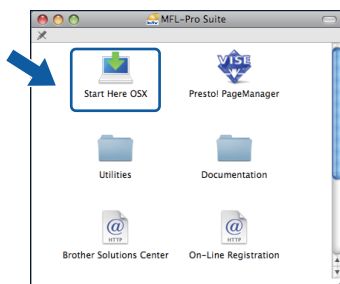 MFL-Pro Suite
VISE
Start Here OSX
Presto! PageManager
Utilities
Documentation
@
HTTP
@
HTTP
Brother Solutions Center
On-Line Registration